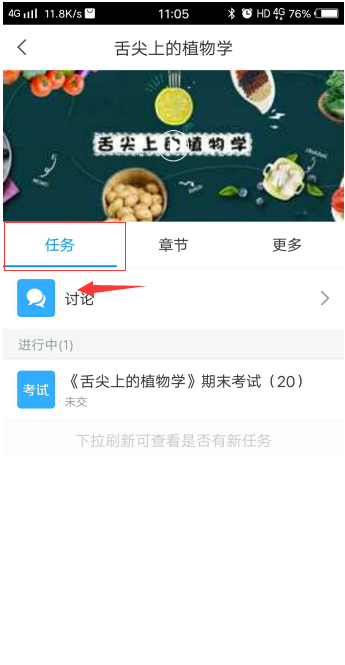 4G 11.8K/s 11:05 HD 4G 76%
舌尖上的植物学
舌尖上的植物学
任务 章节 更多
讨论
进行中(1)
考试 《舌尖上的植物学》期末考试（20）
未交
下拉刷新可查看是否有新任务